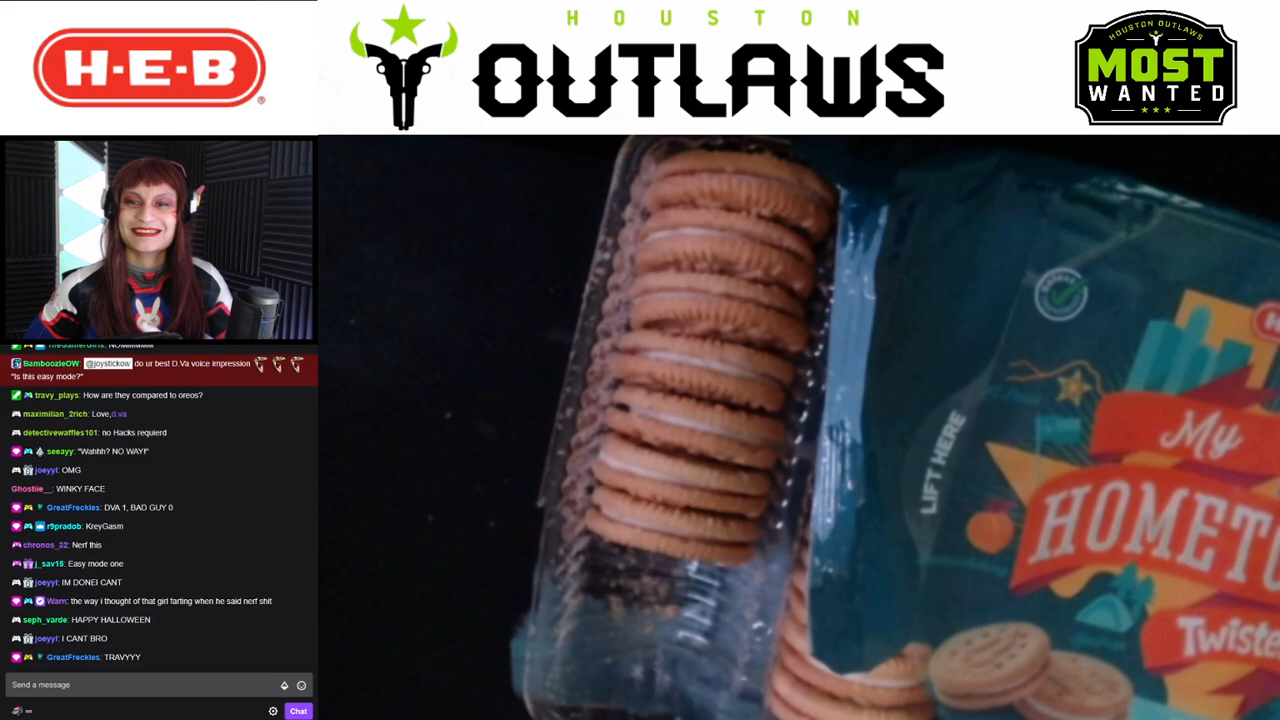 H-E-B
HOUSTON
OUTLAWS
HOUSTON OUTLAWS
MOST
WANTED
BamboozleOW: @joystickow do ur best D.Va voice impression
"Is this easy mode?"
travy_plays: How are they compared to oreos?
maximilian_2rich: Love,d.va
detectivewaffles101: no Hacks requierd
seeayy: "Wahhh? NO WAY!"
joeyyl: OMG
Ghostiie__: WINKY FACE
GreatFreckles: DVA 1, BAD GUY 0
r9pradob: KreyGasm
chronos_32: Nerf this
j_sav15: Easy mode one
joeyyl: IM DONEI CANT
Warn: the way i thought of that girl farting when he said nerf shit
seph_varde: HAPPY HALLOWEEN
joeyyl: I CANT BRO
GreatFreckles: TRAVYYY
Send a message
Chat
LIFT HERE
My
HOMET
Twiste